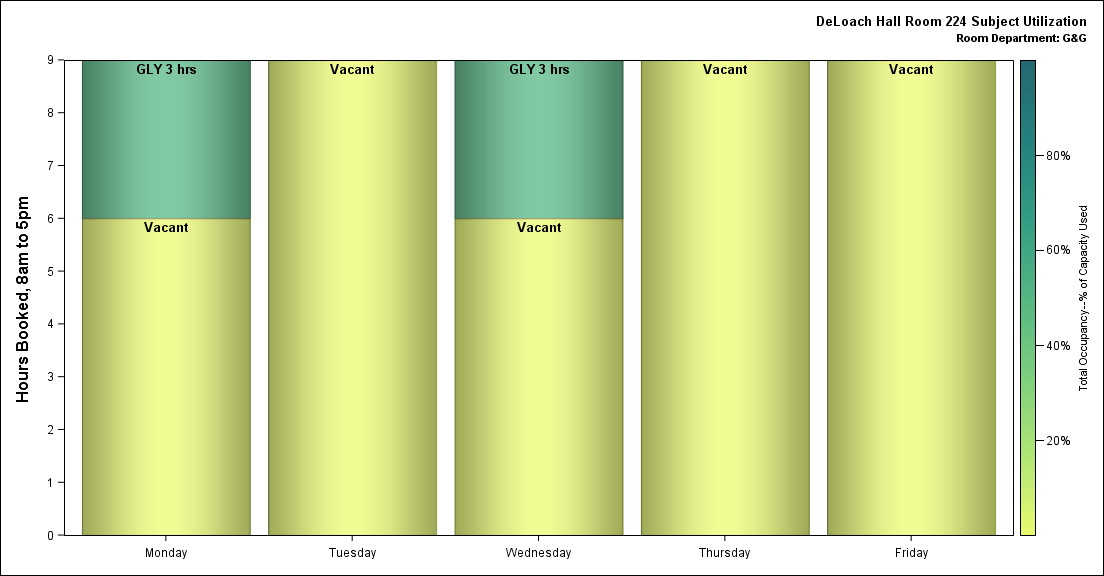 DeLoach Hall Room 224 Subject Utilization
Room Department: G&G
Hours Booked, 8am to 5pm
9
8
7
6
5
4
3
2
1
0
GLY 3 hrs
Vacant
Vacant
GLY 3 hrs
Vacant
Vacant
Vacant
Monday
Tuesday
Wednesday
Thursday
Friday
80%
60%
40%
20%
Total Occupancy--% of Capacity Used